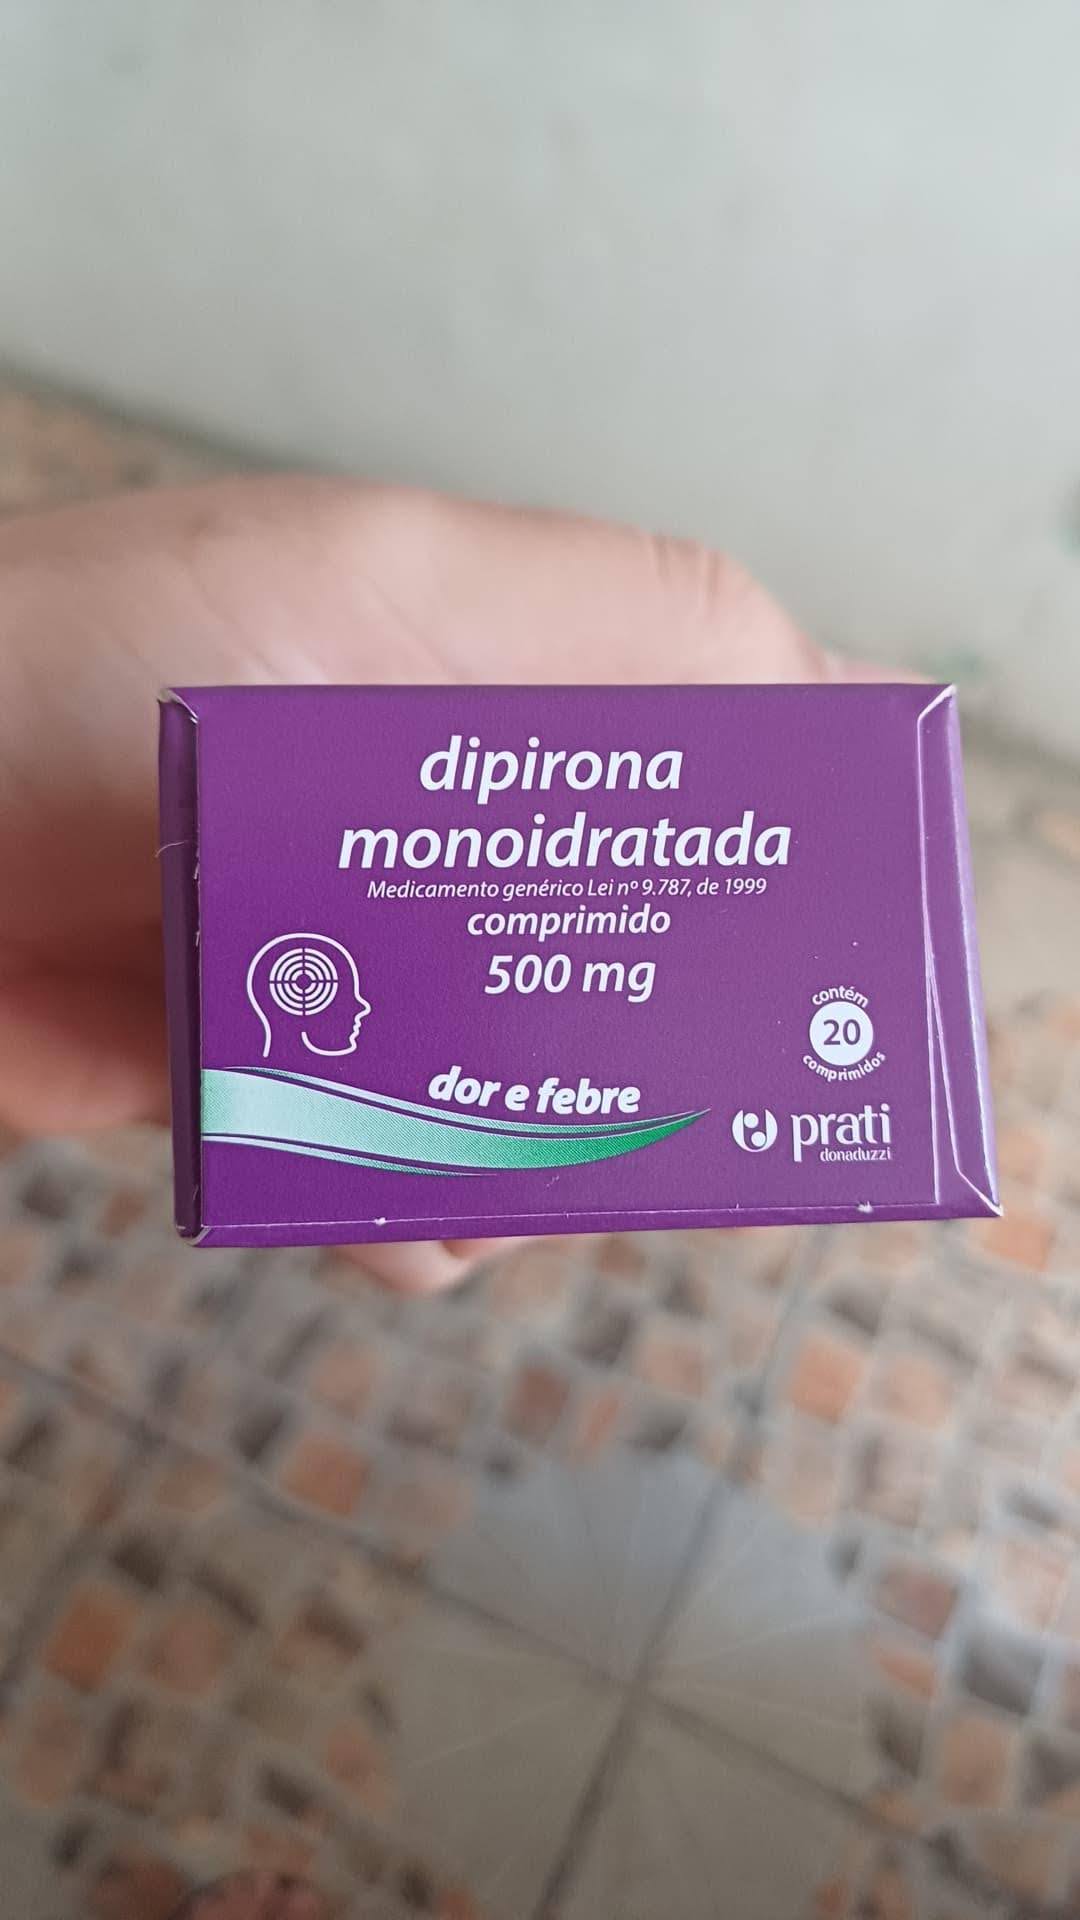 dipirona
monoidratada
Medicamento genérico Lei nº 9.787, de 1999
comprimido
500 mg
contém
20
comprimidos
dor e febre
prati
donaduzzi